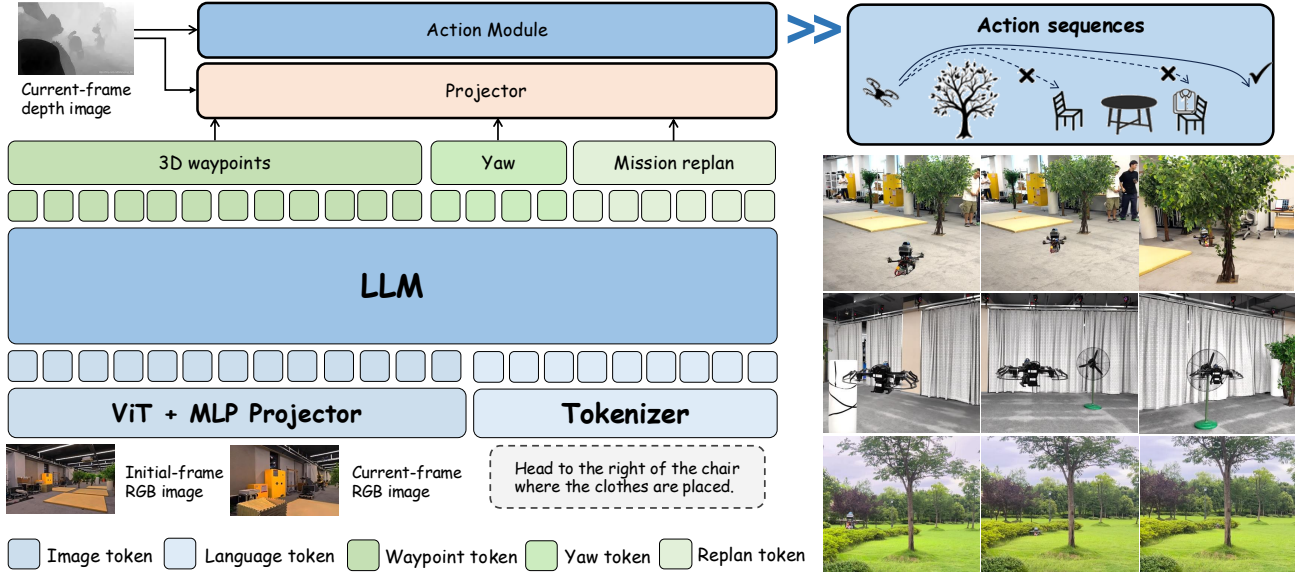 Action Module
Current-frame
depth image
Projector
3D waypoints
Yaw
Mission replan
LLM
ViT + MLP Projector
Tokenizer
Initial-frame
RGB image
Current-frame
RGB image
Head to the right of the chair
where the clothes are placed.
Image token
Language token
Waypoint token
Yaw token
Replan token
>>
Action sequences